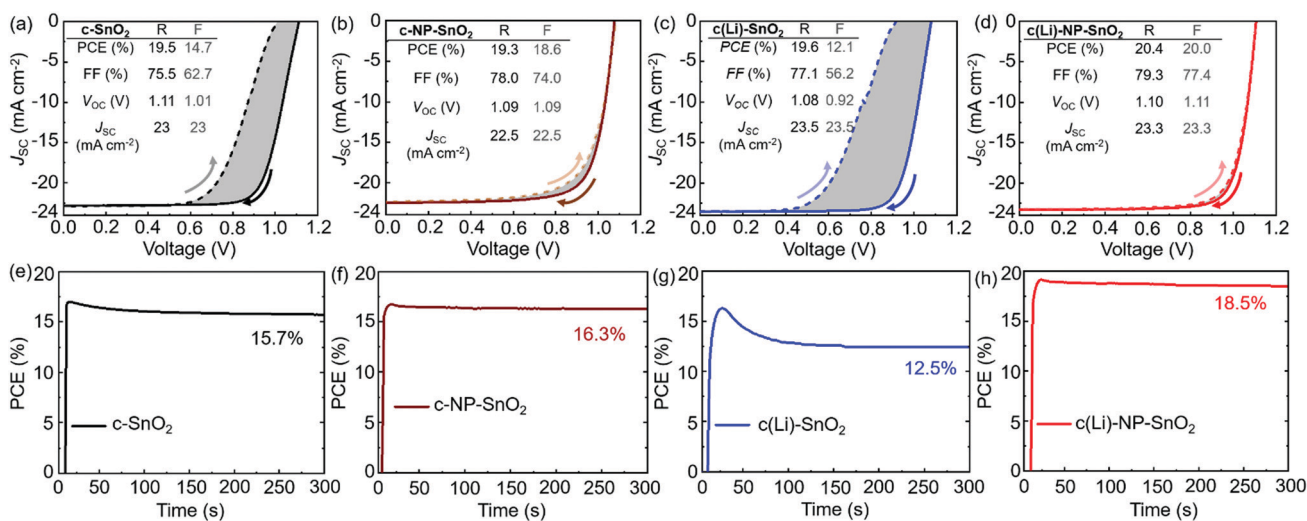 (a)
c-SnO₂ R F
PCE (%) 19.5 14.7
FF (%) 75.5 62.7
VOC (V) 1.11 1.01
JSC 23 23
(mA cm⁻²)
JSC (mA cm⁻²)
0
-5
-10
-15
-20
-24
0.0 0.2 0.4 0.6 0.8 1.0 1.2
Voltage (V)
(b)
c-NP-SnO₂ R F
PCE (%) 19.3 18.6
FF (%) 78.0 74.0
VOC (V) 1.09 1.09
JSC 22.5 22.5
(mA cm⁻²)
JSC (mA cm⁻²)
0
-5
-10
-15
-20
-24
0.0 0.2 0.4 0.6 0.8 1.0 1.2
Voltage (V)
(c)
c(Li)-SnO₂ R F
PCE (%) 19.6 12.1
FF (%) 77.1 56.2
VOC (V) 1.08 0.92
JSC 23.5 23.5
(mA cm⁻²)
JSC (mA cm⁻²)
0
-5
-10
-15
-20
-24
0.0 0.2 0.4 0.6 0.8 1.0 1.2
Voltage (V)
(d)
c(Li)-NP-SnO₂ R F
PCE (%) 20.4 20.0
FF (%) 79.3 77.4
VOC (V) 1.10 1.11
JSC 23.3 23.3
(mA cm⁻²)
JSC (mA cm⁻²)
0
-5
-10
-15
-20
-24
0.0 0.2 0.4 0.6 0.8 1.0 1.2
Voltage (V)
(e)
PCE (%)
20
15
10
5
0
15.7%
c-SnO₂
0 50 100 150 200 250 300
Time (s)
(f)
PCE (%)
20
15
10
5
0
16.3%
c-NP-SnO₂
0 50 100 150 200 250 300
Time (s)
(g)
PCE (%)
20
15
10
5
0
12.5%
c(Li)-SnO₂
0 50 100 150 200 250 300
Time (s)
(h)
PCE (%)
20
15
10
5
0
18.5%
c(Li)-NP-SnO₂
0 50 100 150 200 250 300
Time (s)